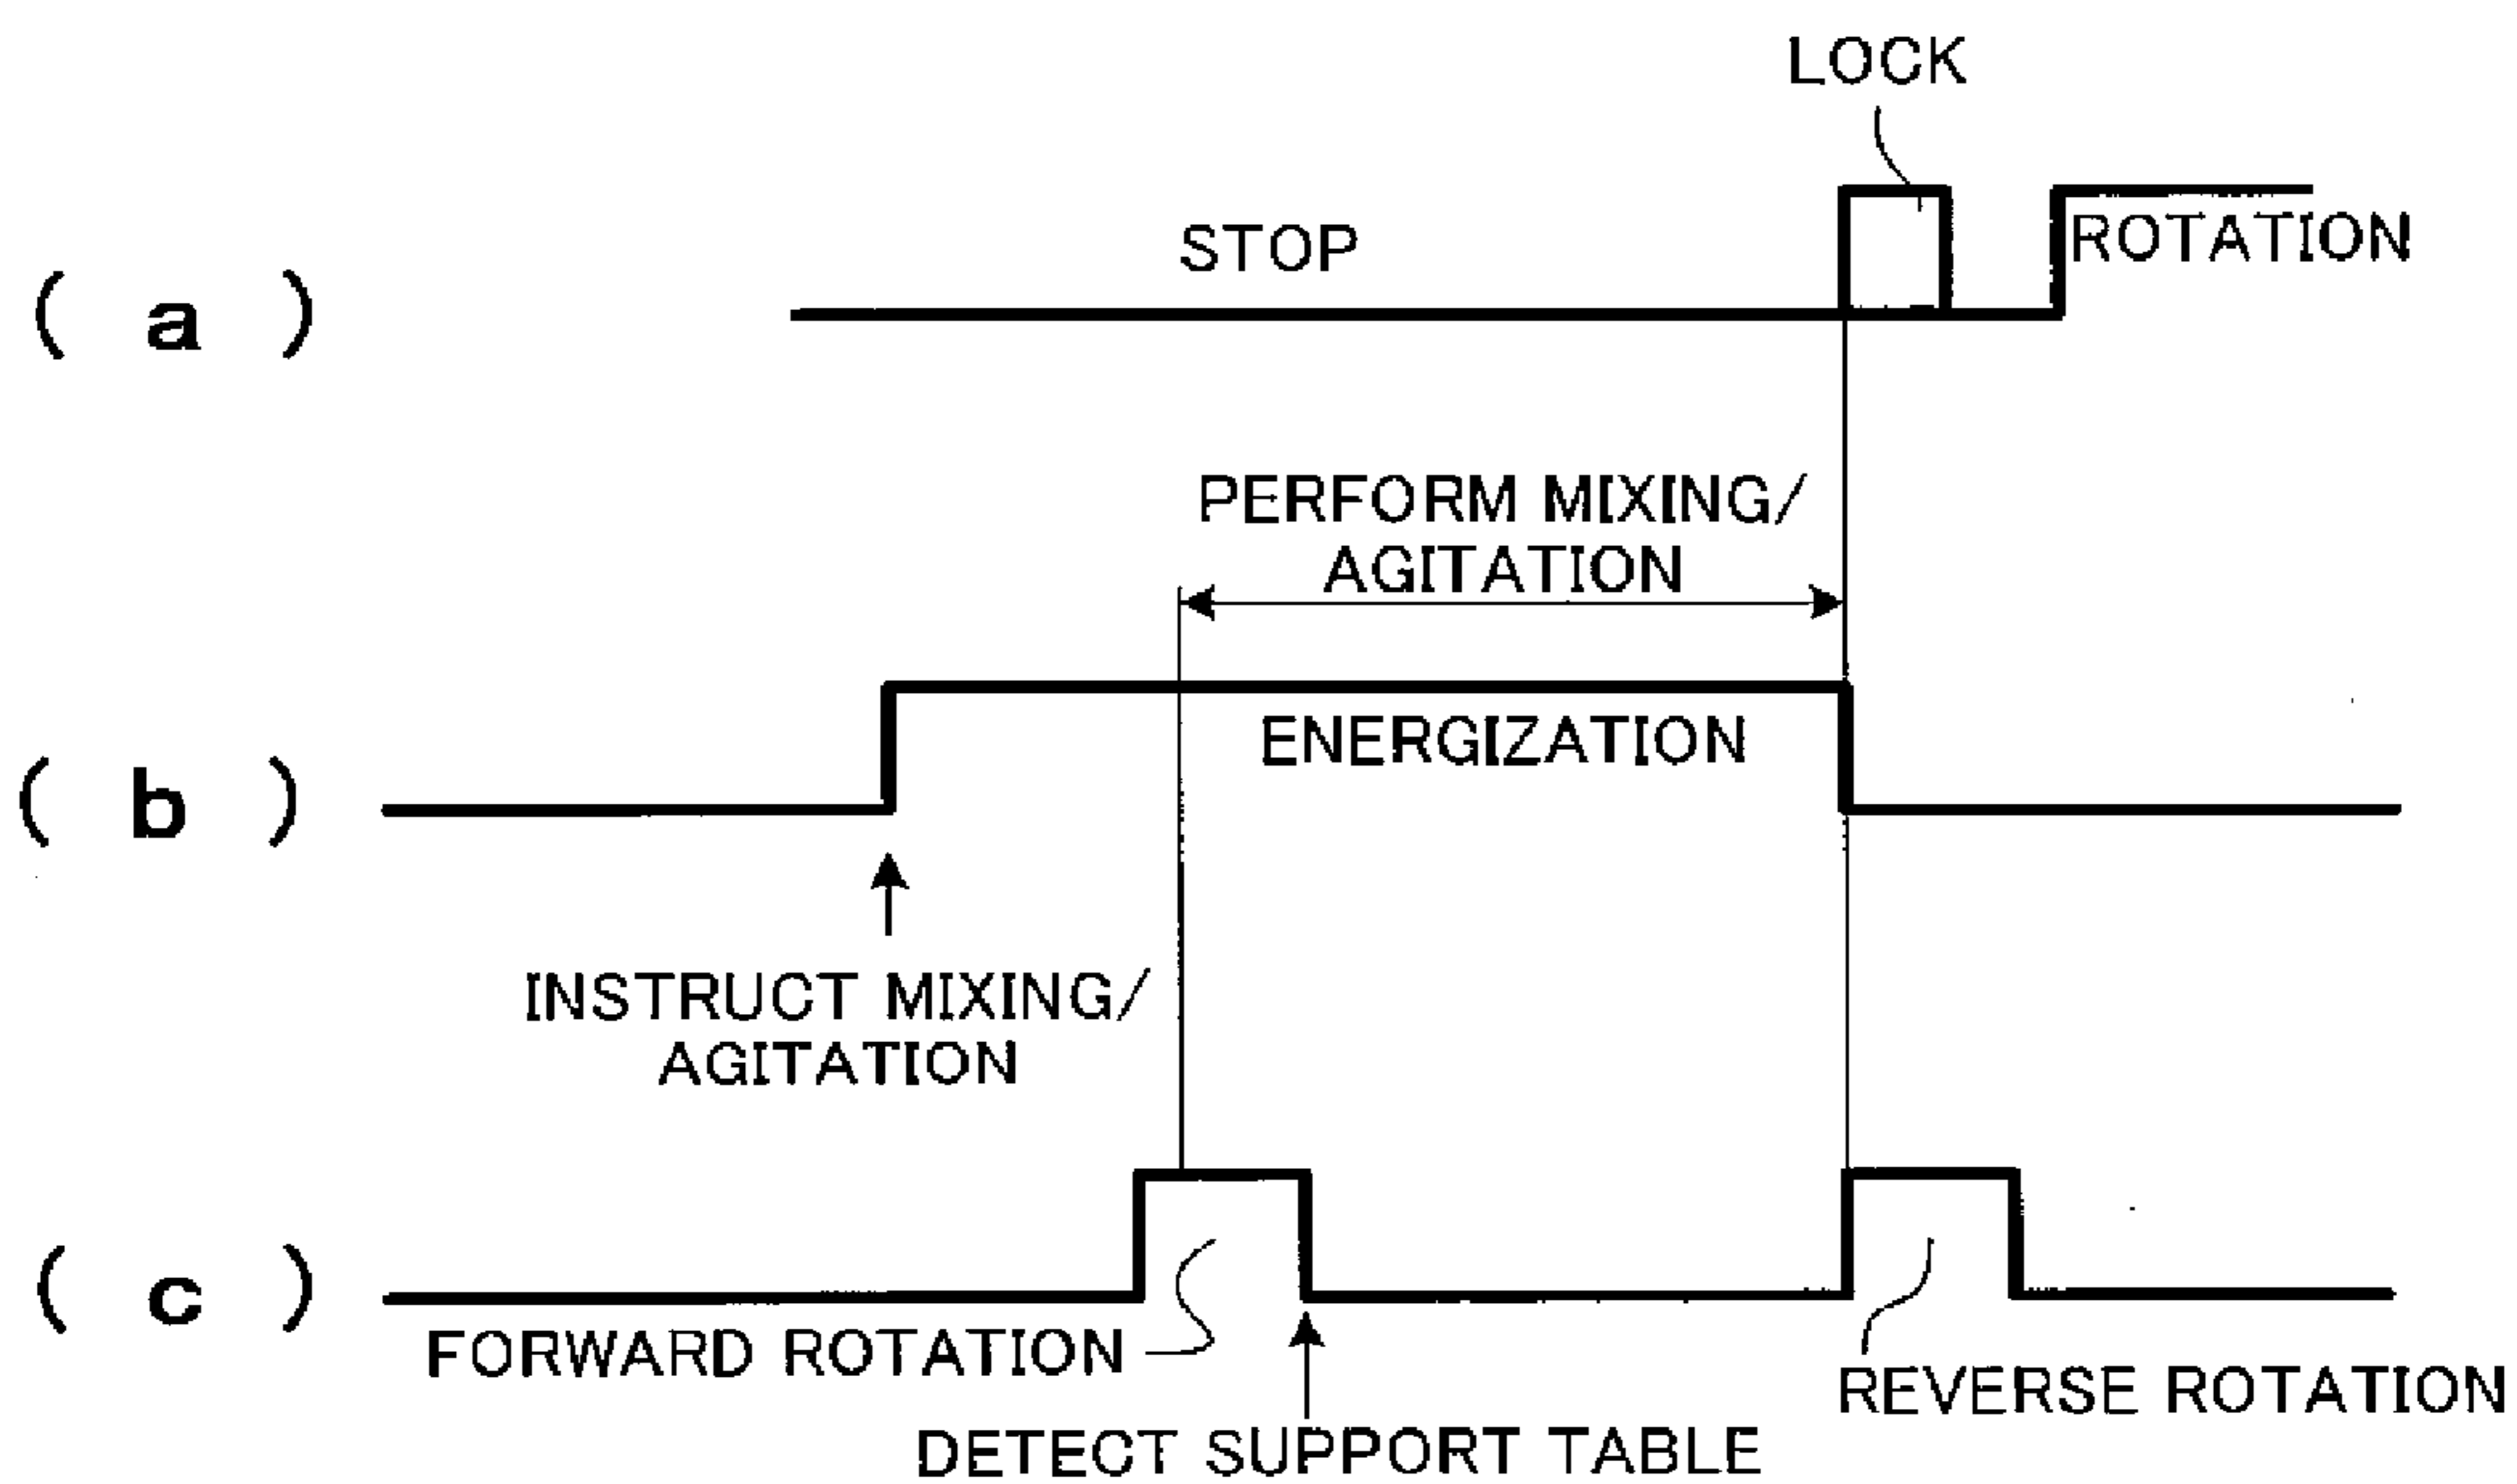 LOCK
STOP
ROTATION
( a )
PERFORM MIXING/
AGITATION
ENERGIZATION
( b )
INSTRUCT MIXING/
AGITATION
( c )
FORWARD ROTATION
REVERSE ROTATION
DETECT SUPPORT TABLE